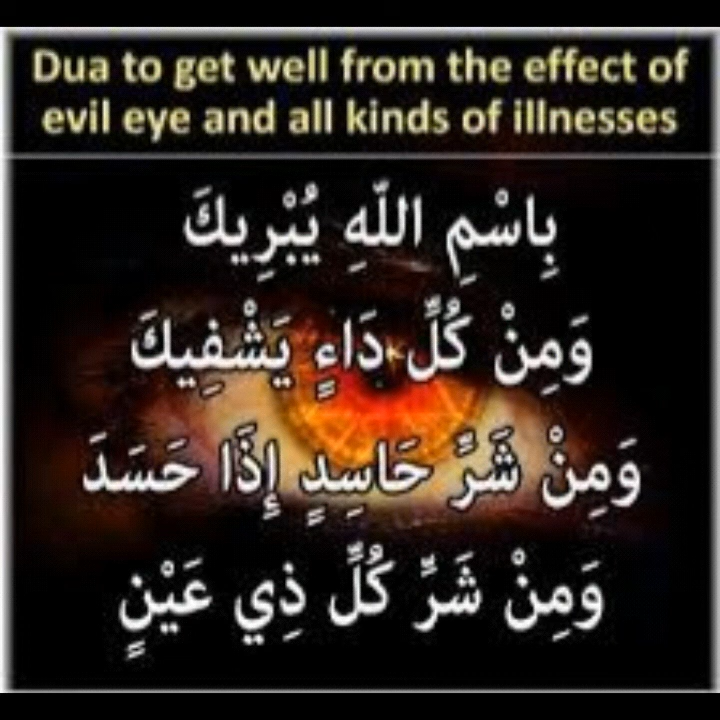 Dua to get well from the effect of
evil eye and all kinds of illnesses
بِاسْمِ اللّهِ يُبْرِيكَ
وَمِنْ كُلِّ دَاءٍ يَشْفِيكَ
وَمِنْ شَرِّ حَاسِدٍ إِذَا حَسَدَ
وَمِنْ شَرِّ كُلِّ ذِي عَيْنٍ